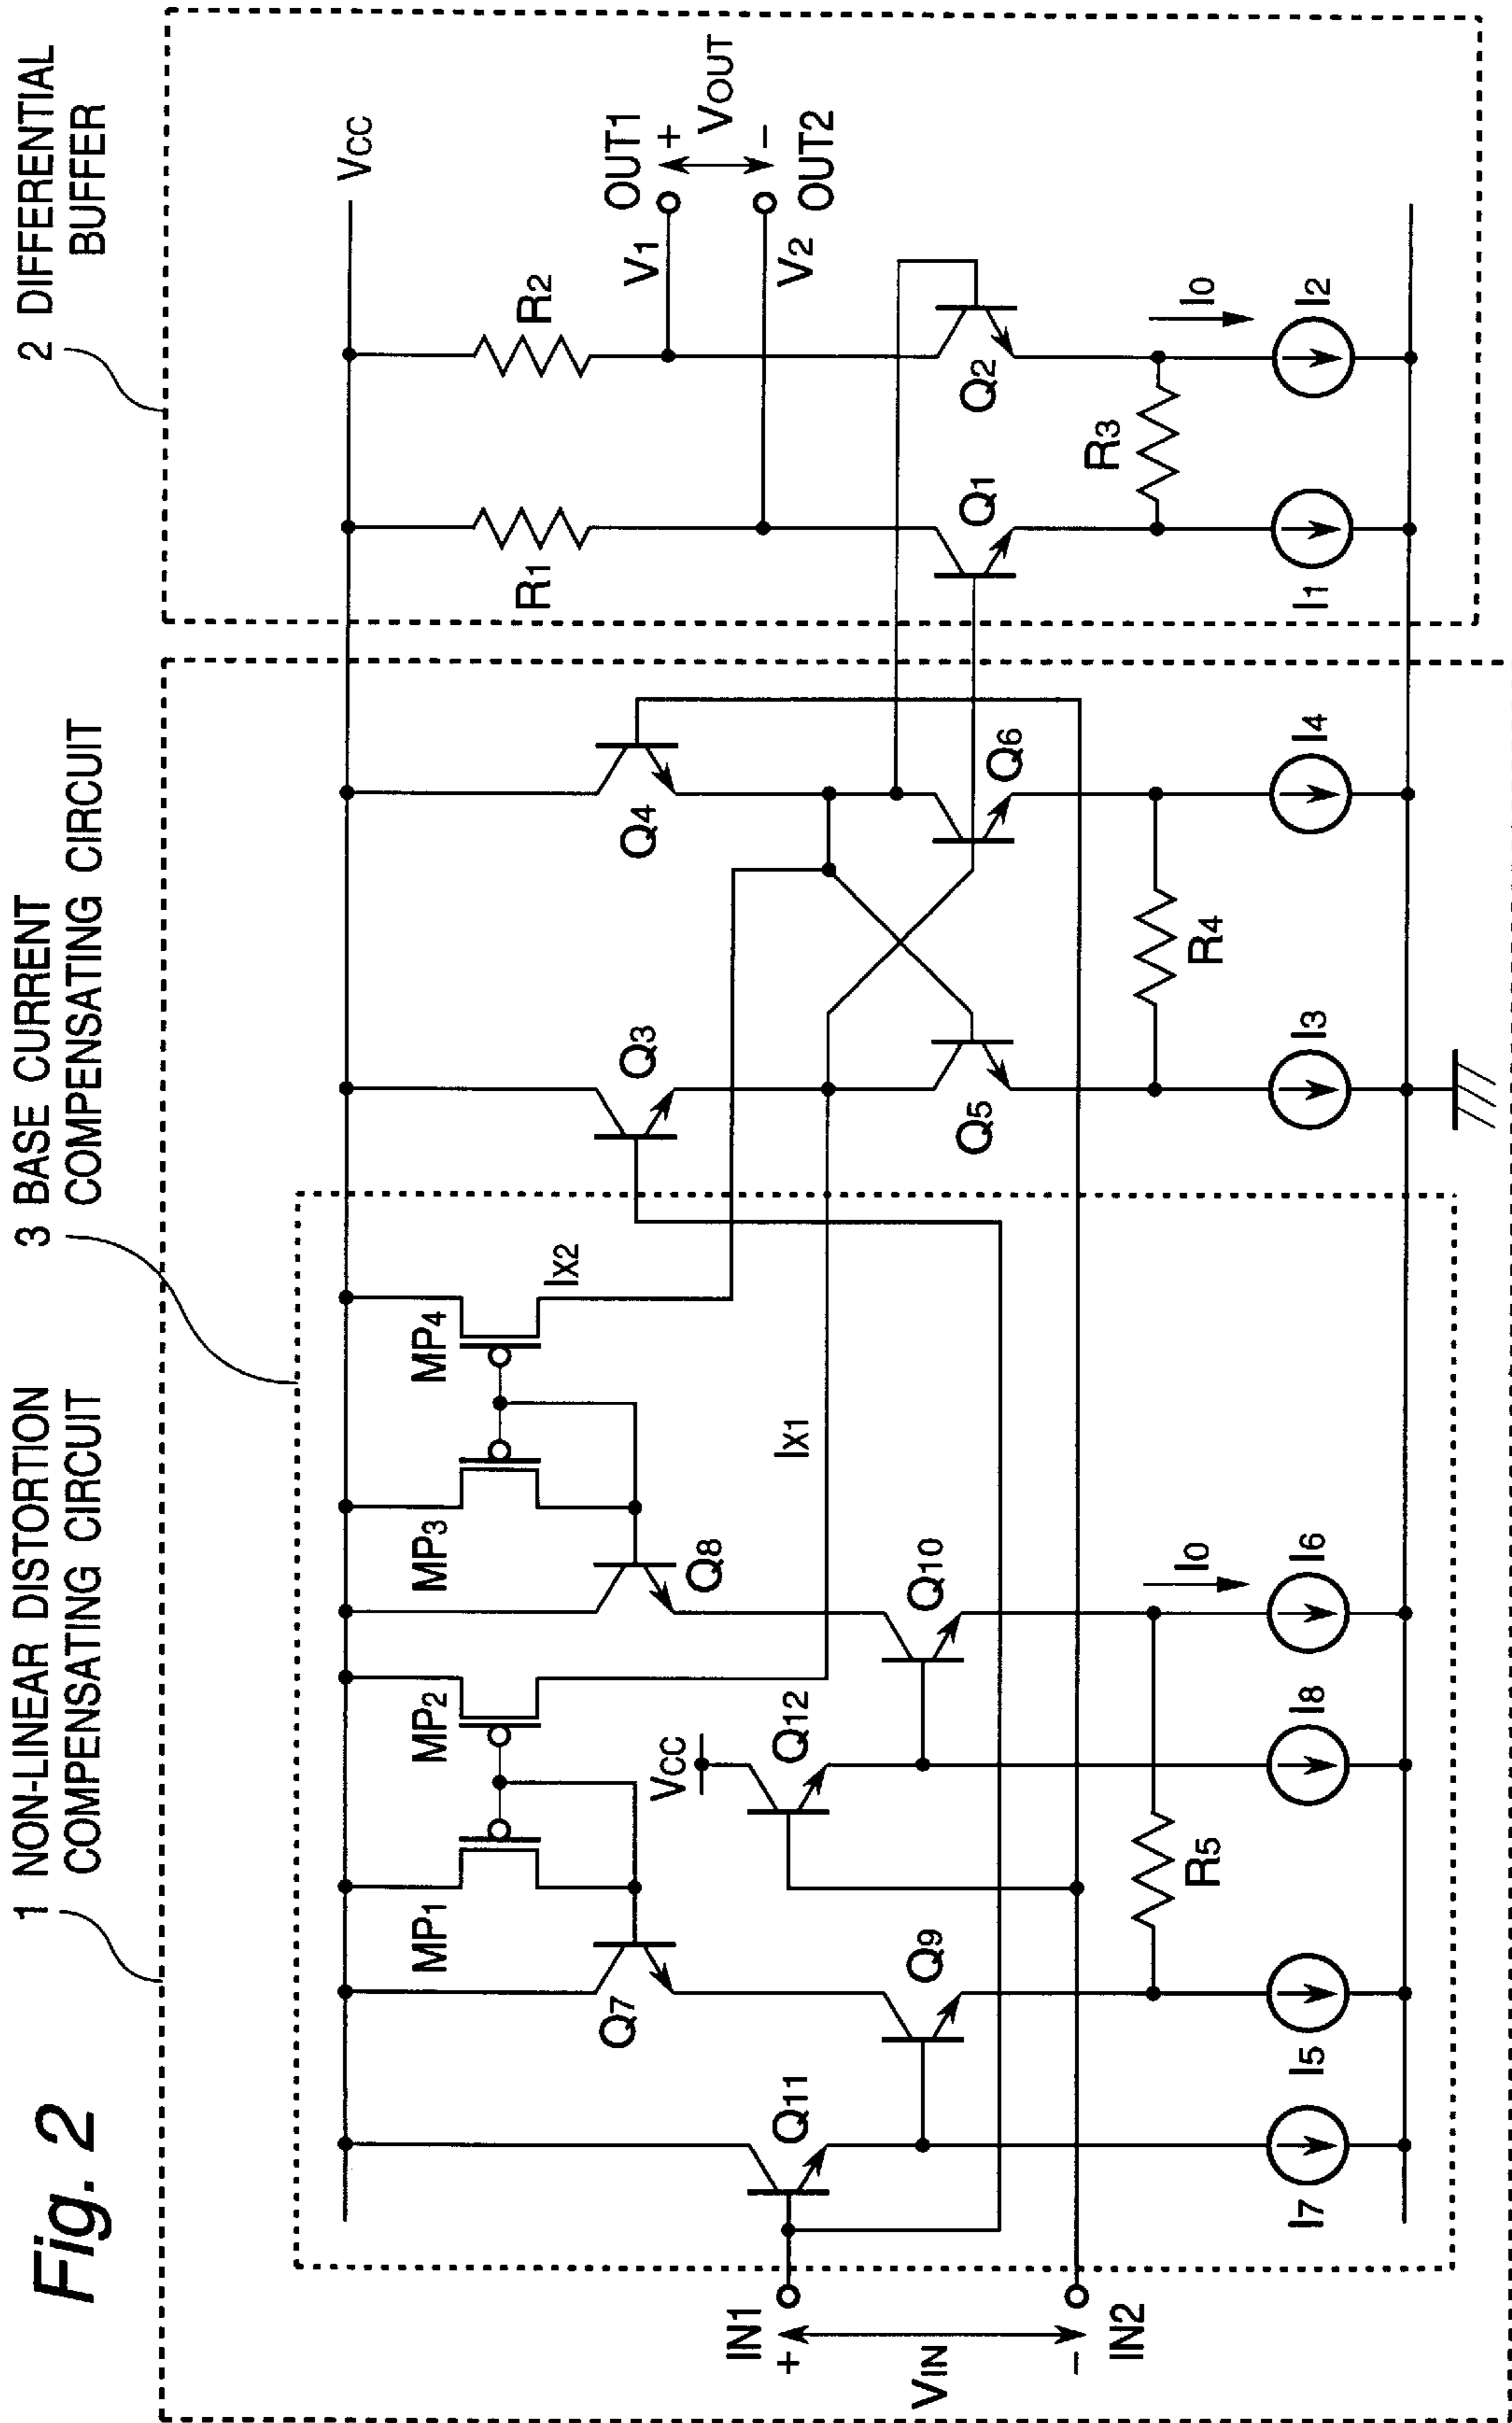 Fig. 2
1 NON-LINEAR DISTORTION
COMPENSATING CIRCUIT
3 BASE CURRENT
COMPENSATING CIRCUIT
2 DIFFERENTIAL
BUFFER
VCC
MP1
MP2
MP3
MP4
IX2
R1
R2
OUT1
V1
+
VOUT
-
V2
OUT2
Q7
VCC
Q8
Q3
Q4
IN1
+
VIN
-
IN2
Q11
Q12
IX1
Q9
Q10
Q5
Q6
Q1
Q2
R5
I0
R4
R3
I0
I7
I5
I8
I6
I3
I4
I1
I2